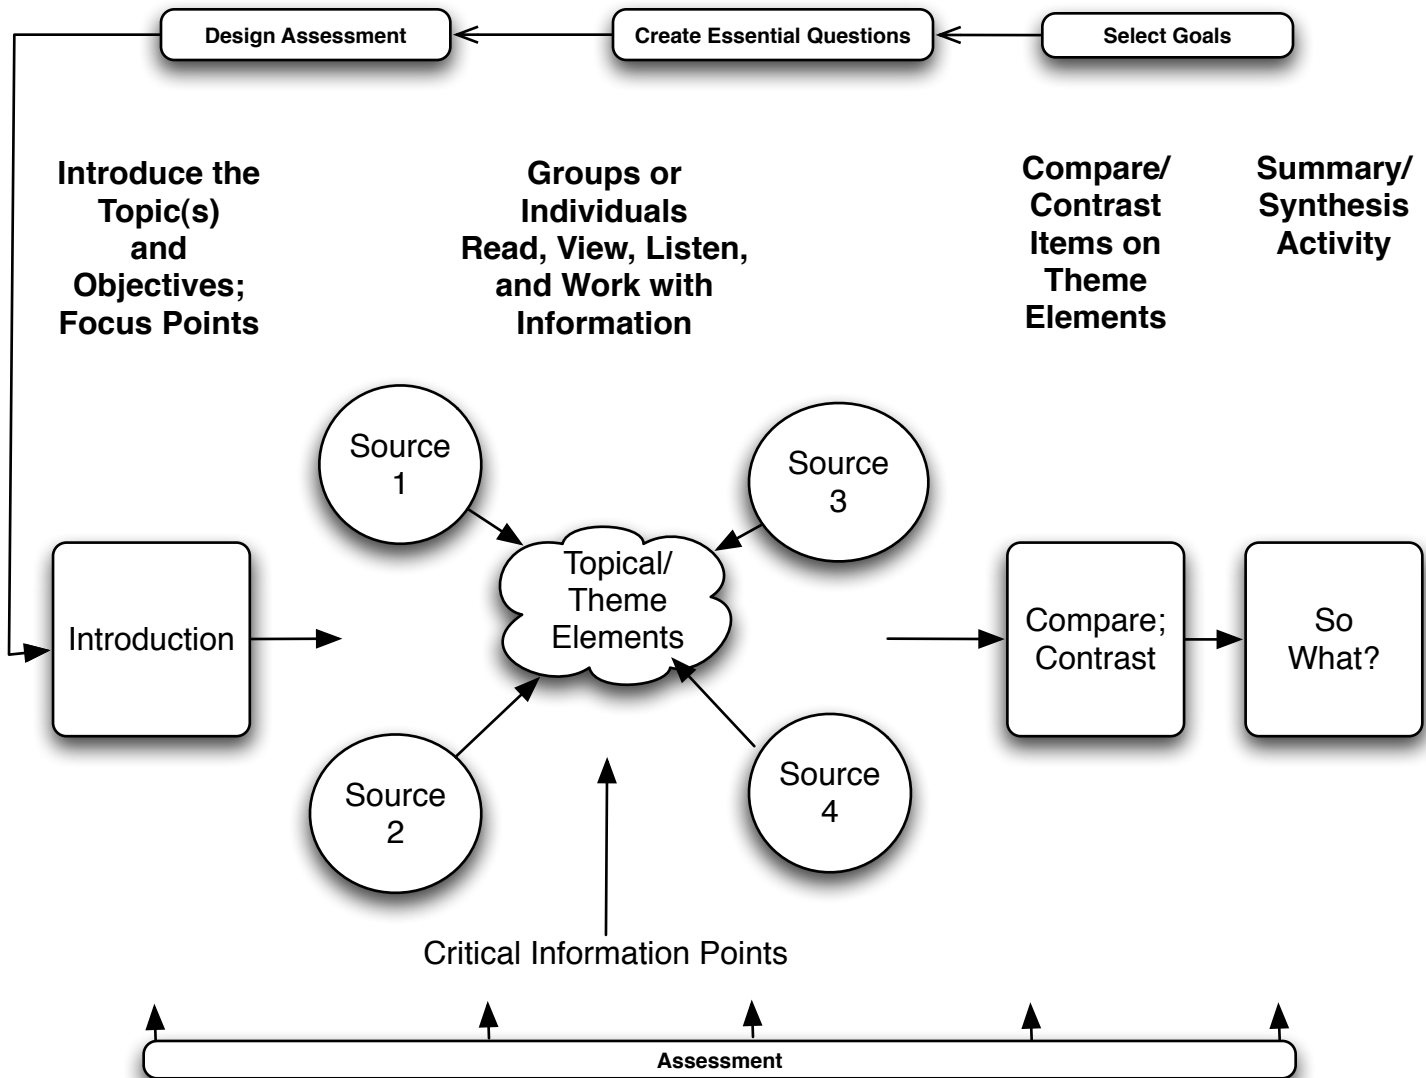 Design Assessment
Create Essential Questions
Select Goals
Introduce the
Topic(s)
and
Objectives;
Focus Points
Groups or
Individuals
Read, View, Listen,
and Work with
Information
Compare/
Contrast
Items on
Theme
Elements
Summary/
Synthesis
Activity
Source
1
Source
3
Introduction
Topical/
Theme
Elements
Compare;
Contrast
So
What?
Source
2
Source
4
Critical Information Points
Assessment